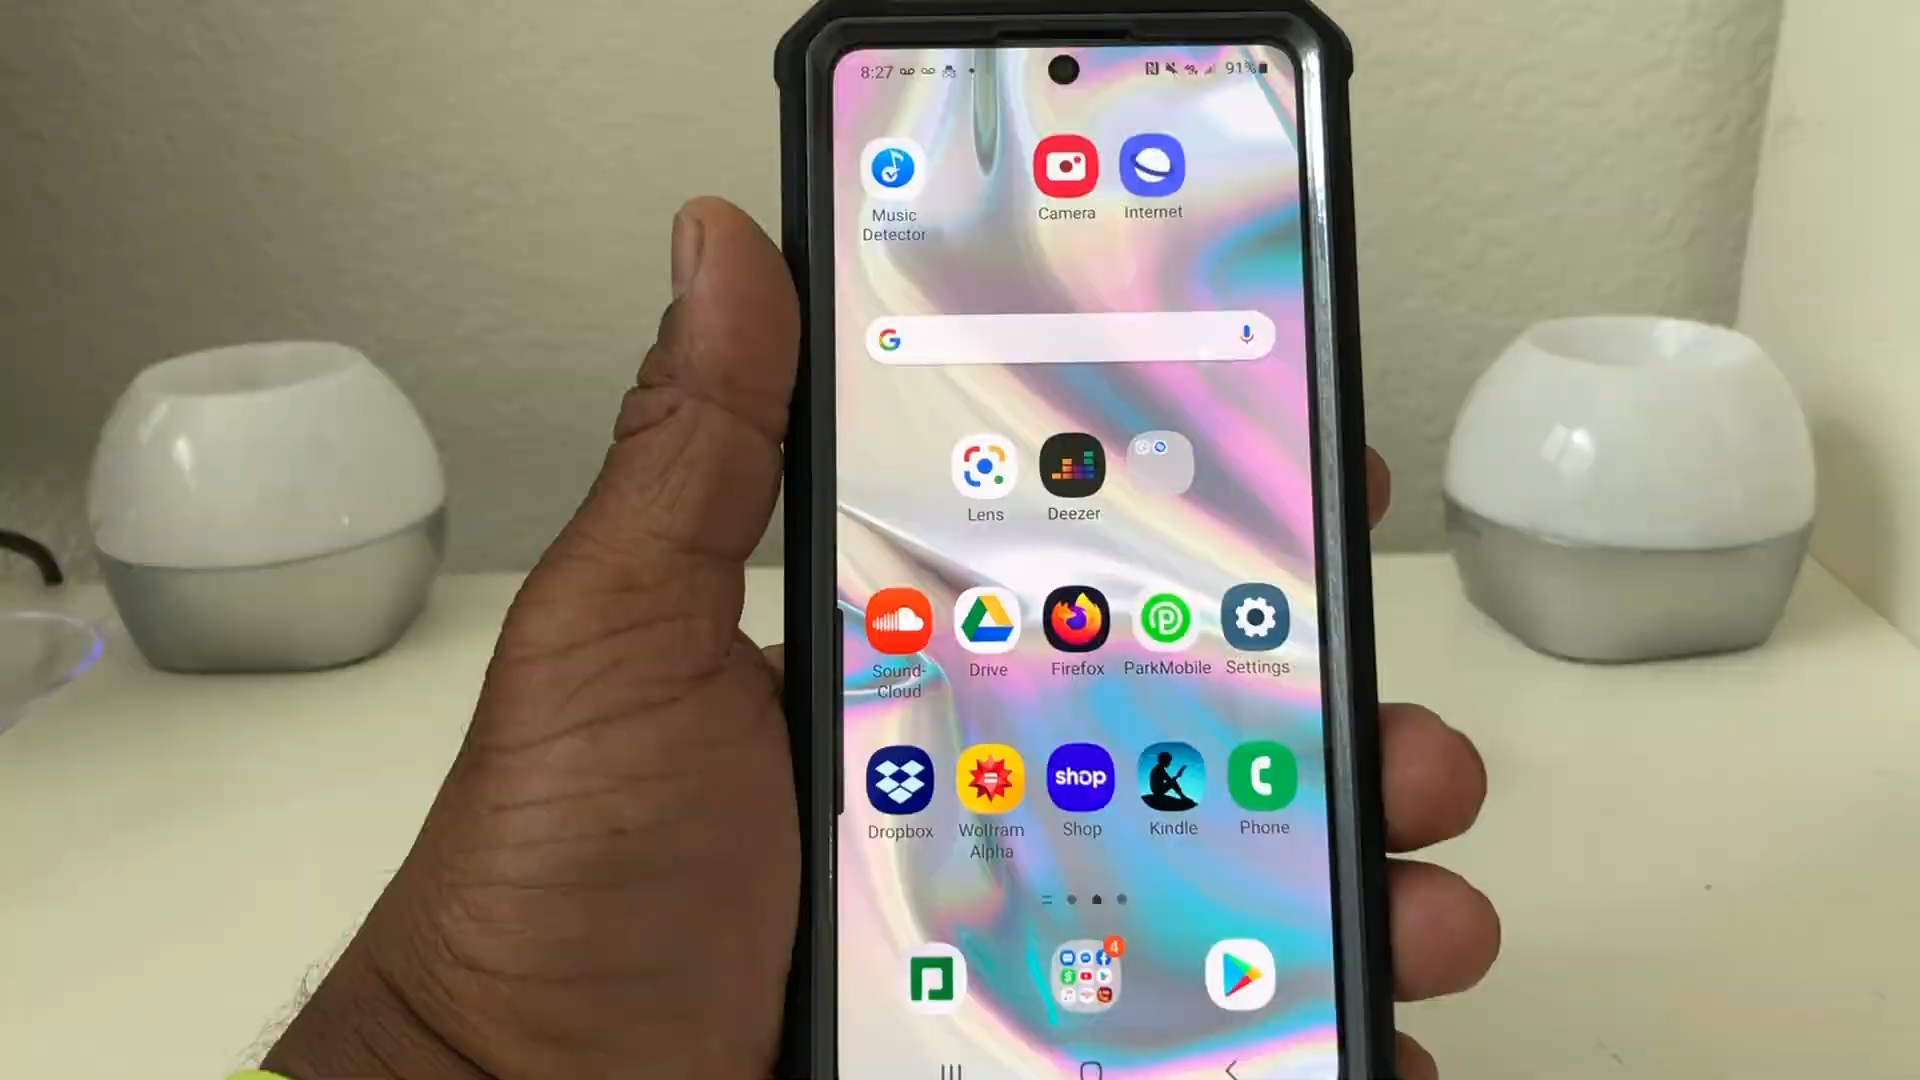 8:27
91%
Music
Detector
Camera
Internet
G
Lens
Deezer
Sound-
Cloud
Drive
Firefox
ParkMobile
Settings
shop
Dropbox
Wolfram
Alpha
Shop
Kindle
Phone
4